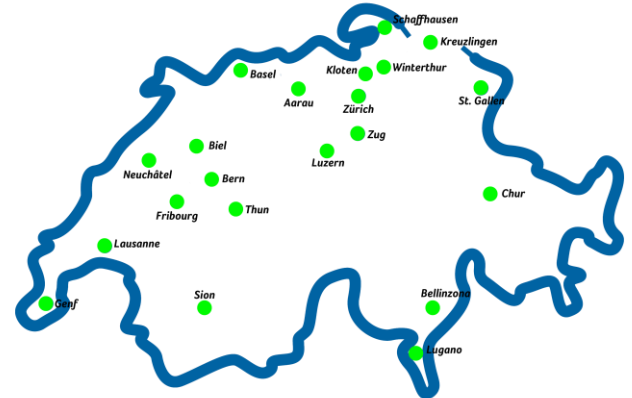 Schaffhausen
Kreuzlingen
Basel
Kloten
Winterthur
Aarau
Zürich
St. Gallen
Zug
Biel
Luzern
Neuchâtel
Bern
Chur
Fribourg
Thun
Lausanne
Sion
Bellinzona
Genf
Lugano